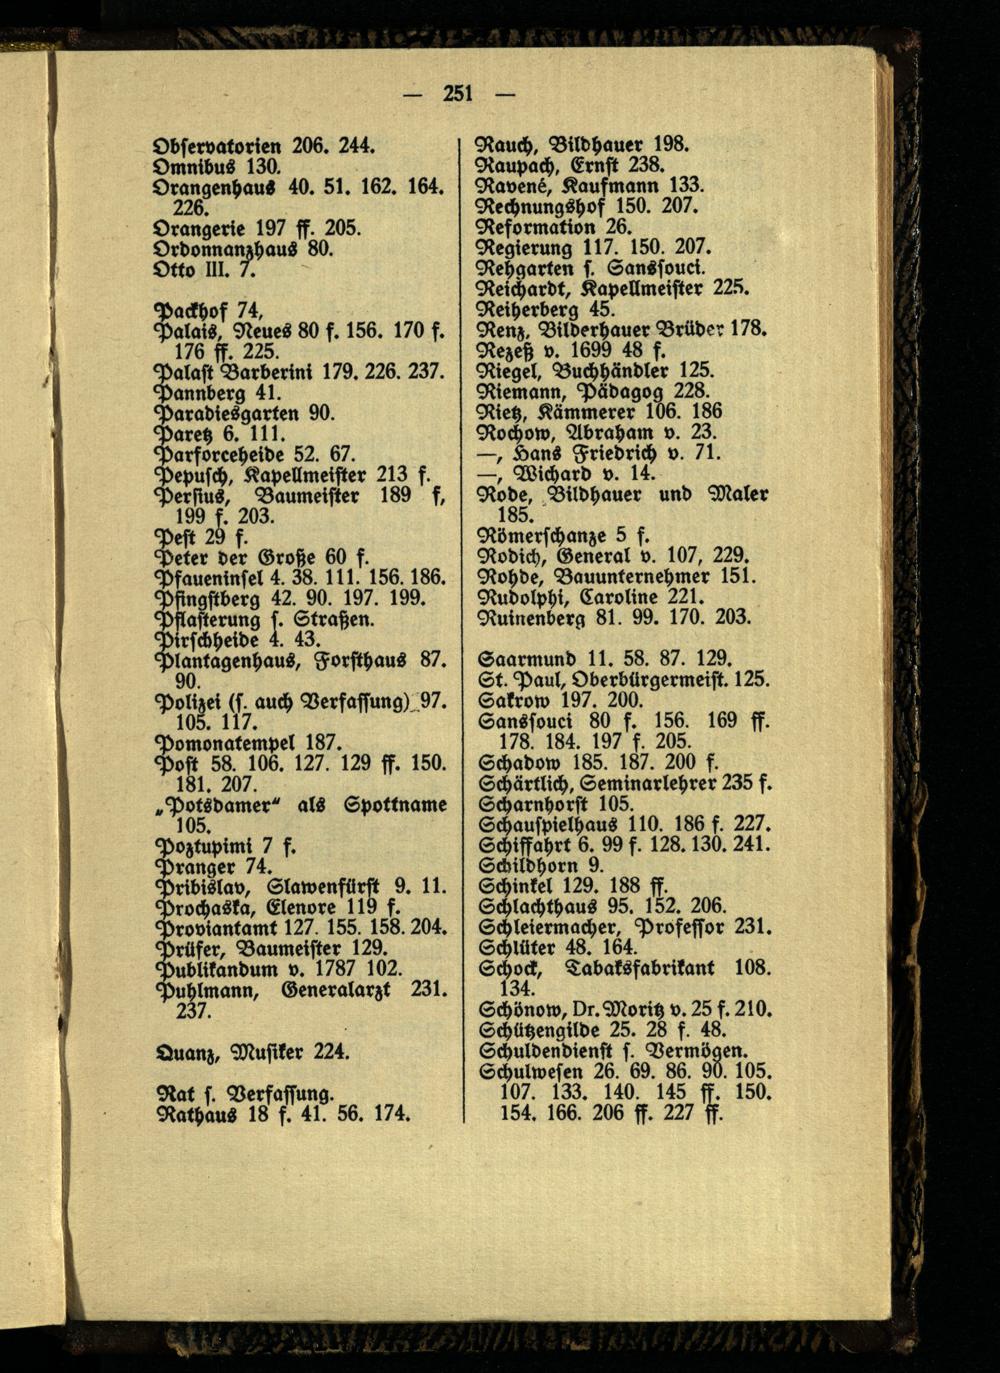 — 251 —
Observatorien 206. 244.
Omnibus 130.
Orangenhaus 40. 51. 162. 164.
226.
Orangerie 197 ff. 205.
Ordonnanzhaus 80.
Otto III. 7.
Packhof 74,
Palais, Neues 80 f. 156. 170 f.
176 ff. 225.
Palast Barberini 179. 226. 237.
Pannberg 41.
Paradiesgarten 90.
Paretz 6. 111.
Parforceheide 52. 67.
Pepusch, Kapellmeister 213 f.
Persius, Baumeister 189 f,
199 f. 203.
Pest 29 f.
Peter der Große 60 f.
Pfaueninsel 4. 38. 111. 156. 186.
Pfingstberg 42. 90. 197. 199.
Pflasterung s. Straßen.
Pirschheide 4. 43.
Plantagenhaus, Forsthaus 87.
90.
Polizei (s. auch Verfassung) 97.
105. 117.
Pomonatempel 187.
Post 58. 106. 127. 129 ff. 150.
181. 207.
„Potsdamer“ als Spottname
105.
Poztupimi 7 f.
Pranger 74.
Pribislav, Slawenfürst 9. 11.
Prochaska, Elenore 119 f.
Proviantamt 127. 155. 158. 204.
Prüfer, Baumeister 129.
Publikandum v. 1787 102.
Puhlmann, Generalarzt 231.
237.
Quanz, Musiker 224.
Rat s. Verfassung.
Rathaus 18 f. 41. 56. 174.
Rauch, Bildhauer 198.
Raupach, Ernst 238.
Ravené, Kaufmann 133.
Rechnungshof 150. 207.
Reformation 26.
Regierung 117. 150. 207.
Rehgarten s. Sanssouci.
Reichardt, Kapellmeister 225.
Reiherberg 45.
Renz, Bilderhauer Brüder 178.
Rezeß v. 1699 48 f.
Riegel, Buchhändler 125.
Riemann, Pädagog 228.
Rietz, Kämmerer 106. 186
Rochow, Abraham v. 23.
—, Hans Friedrich v. 71.
—, Wichard v. 14.
Rode, Bildhauer und Maler
185.
Römerschanze 5 f.
Rodich, General v. 107, 229.
Rohde, Bauunternehmer 151.
Rudolphi, Caroline 221.
Ruinenberg 81. 99. 170. 203.
Saarmund 11. 58. 87. 129.
St. Paul, Oberbürgermeist. 125.
Sakrow 197. 200.
Sanssouci 80 f. 156. 169 ff.
178. 184. 197 f. 205.
Schadow 185. 187. 200 f.
Schärtlich, Seminarlehrer 235 f.
Scharnhorst 105.
Schauspielhaus 110. 186 f. 227.
Schiffahrt 6. 99 f. 128. 130. 241.
Schildhorn 9.
Schinkel 129. 188 ff.
Schlachthaus 95. 152. 206.
Schleiermacher, Professor 231.
Schlüter 48. 164.
Schock, Tabaksfabrikant 108.
134.
Schönow, Dr. Moritz v. 25 f. 210.
Schützengilde 25. 28 f. 48.
Schuldendienst s. Vermögen.
Schulwesen 26. 69. 86. 90. 105.
107. 133. 140. 145 ff. 150.
154. 166. 206 ff. 227 ff.